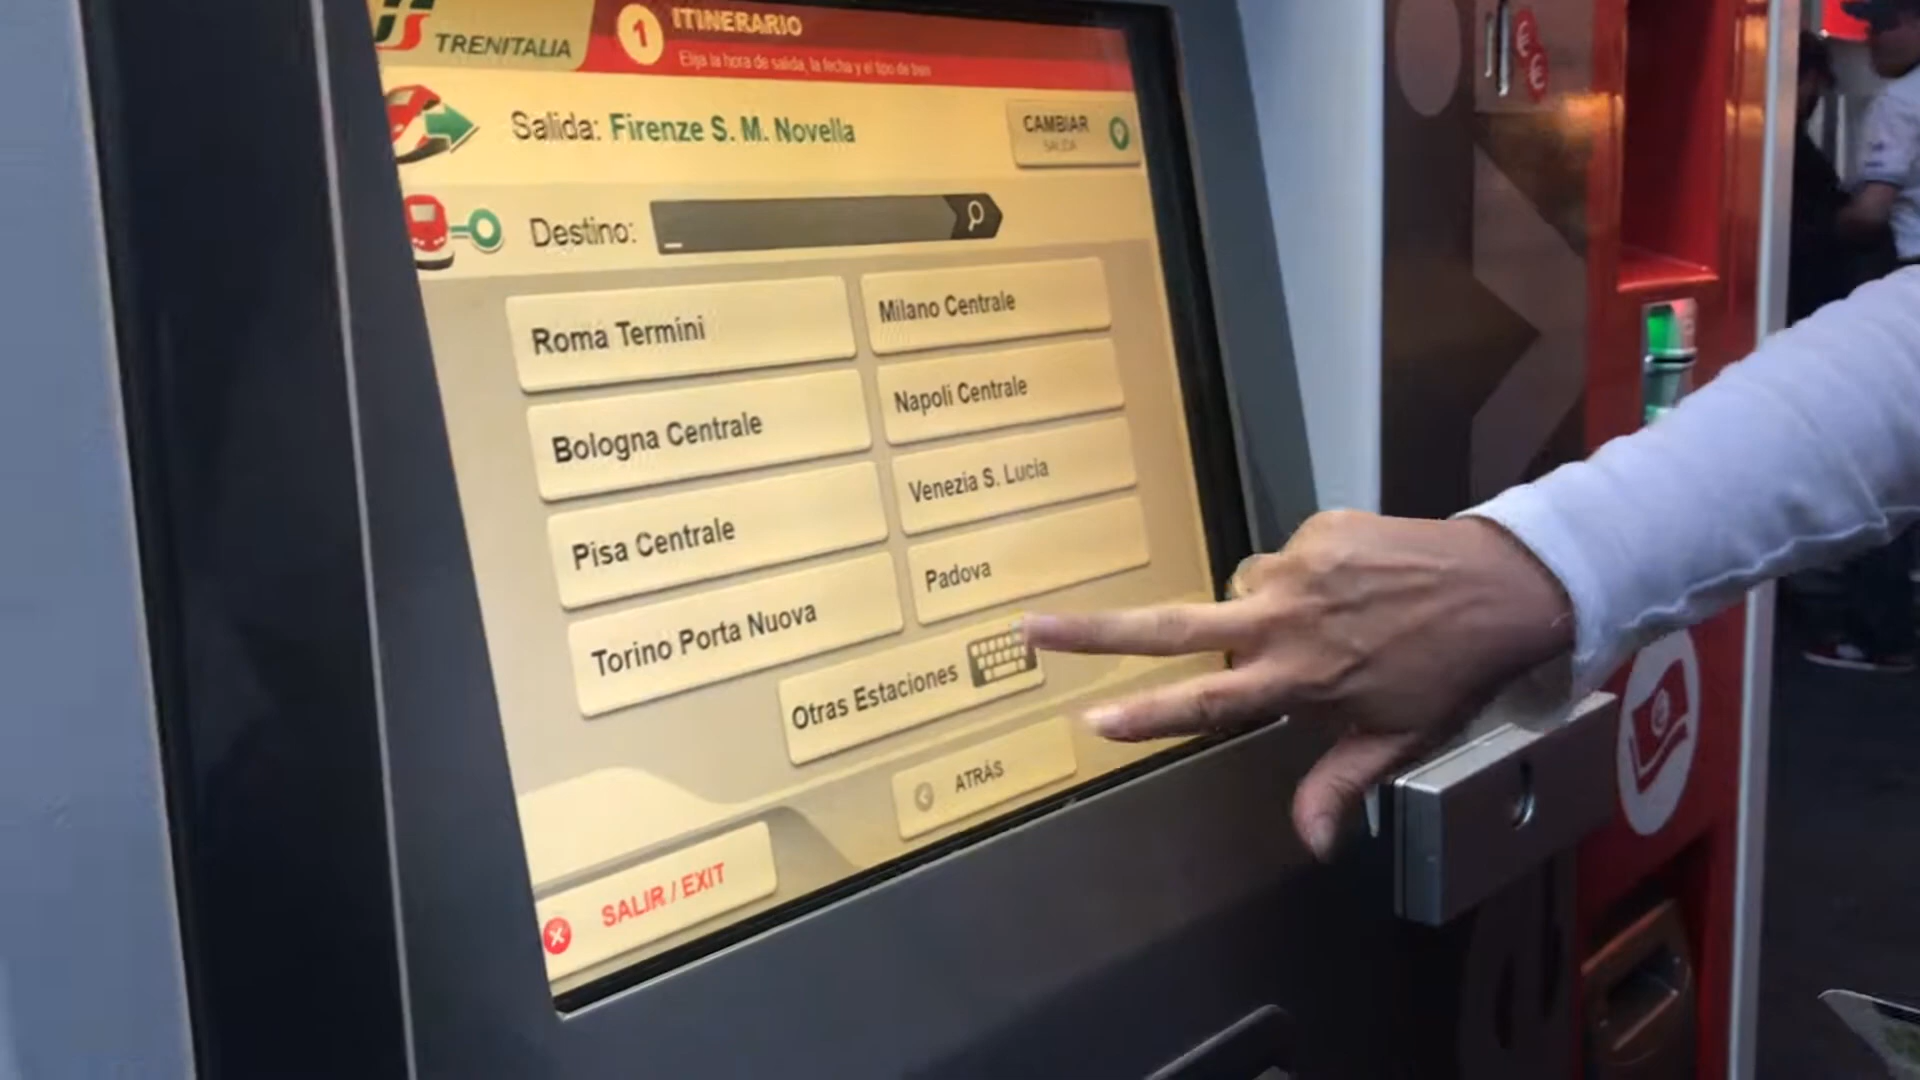 TRENITALIA
1 ITINERARIO
Elija la hora de salida, la fecha y el tipo de tren
Salida: Firenze S. M. Novella
CAMBIAR
SALIDA
Destino: _
Roma Termini
Milano Centrale
Bologna Centrale
Napoli Centrale
Pisa Centrale
Venezia S. Lucia
Torino Porta Nuova
Padova
Otras Estaciones
ATRÁS
SALIR / EXIT